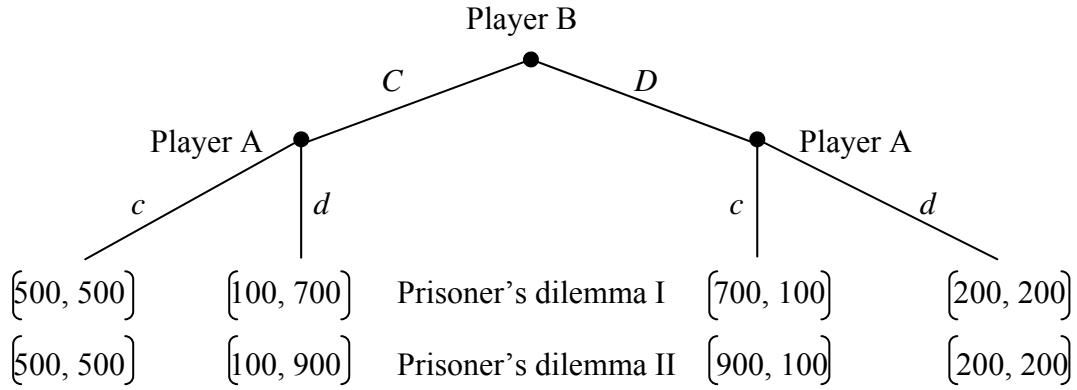 Player B
C D
Player A Player A
c d c d
[500, 500] [100, 700] Prisoner’s dilemma I [700, 100] [200, 200]
[500, 500] [100, 900] Prisoner’s dilemma II [900, 100] [200, 200]